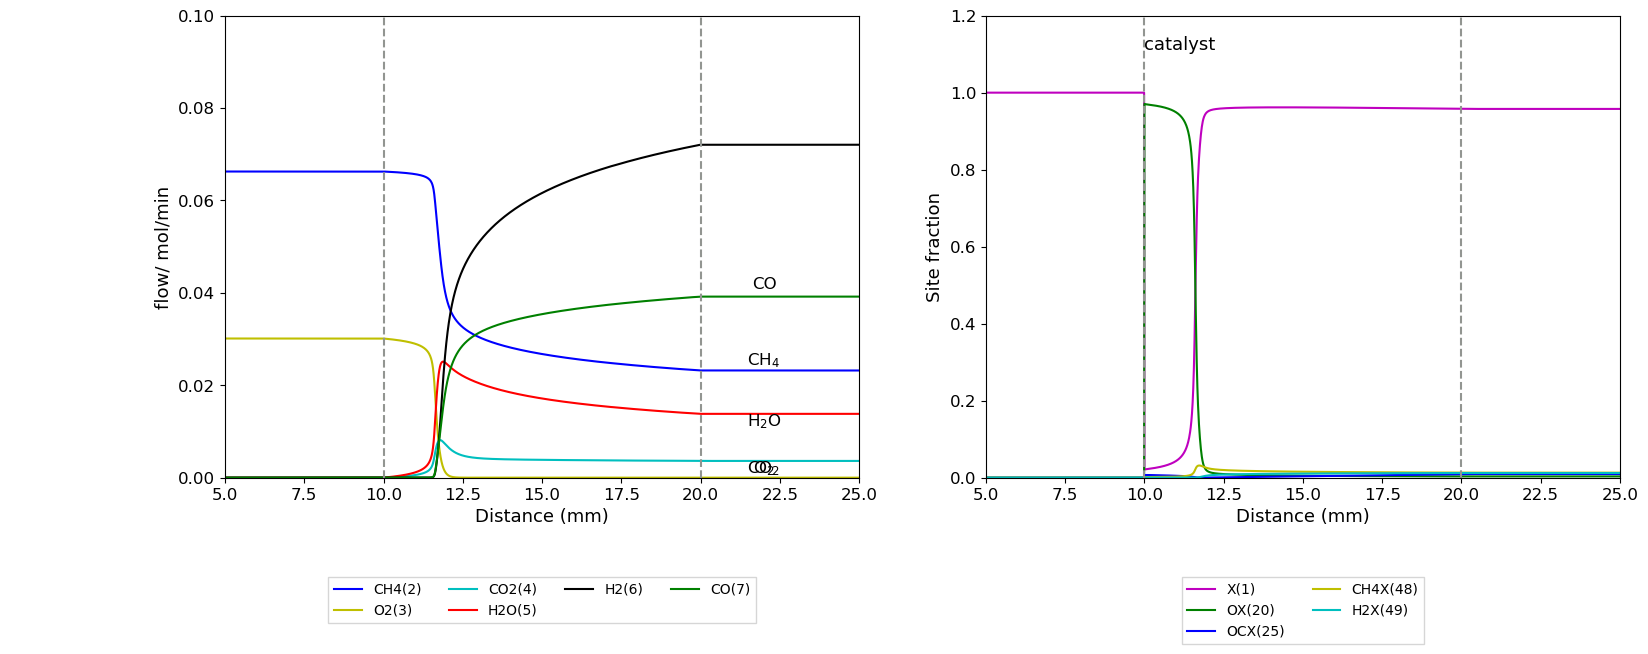 0.10
0.08
0.06
0.04
0.02
0.00
flow/ mol/min
CO
CH₄
H₂O
CO₂
O₂
5.0 7.5 10.0 12.5 15.0 17.5 20.0 22.5 25.0
Distance (mm)
CH4(2) CO2(4) H2(6) CO(7)
O2(3) H2O(5)
1.2
1.0
0.8
0.6
0.4
0.2
0.0
Site fraction
catalyst
5.0 7.5 10.0 12.5 15.0 17.5 20.0 22.5 25.0
Distance (mm)
X(1) CH4X(48)
OX(20) H2X(49)
OCX(25)